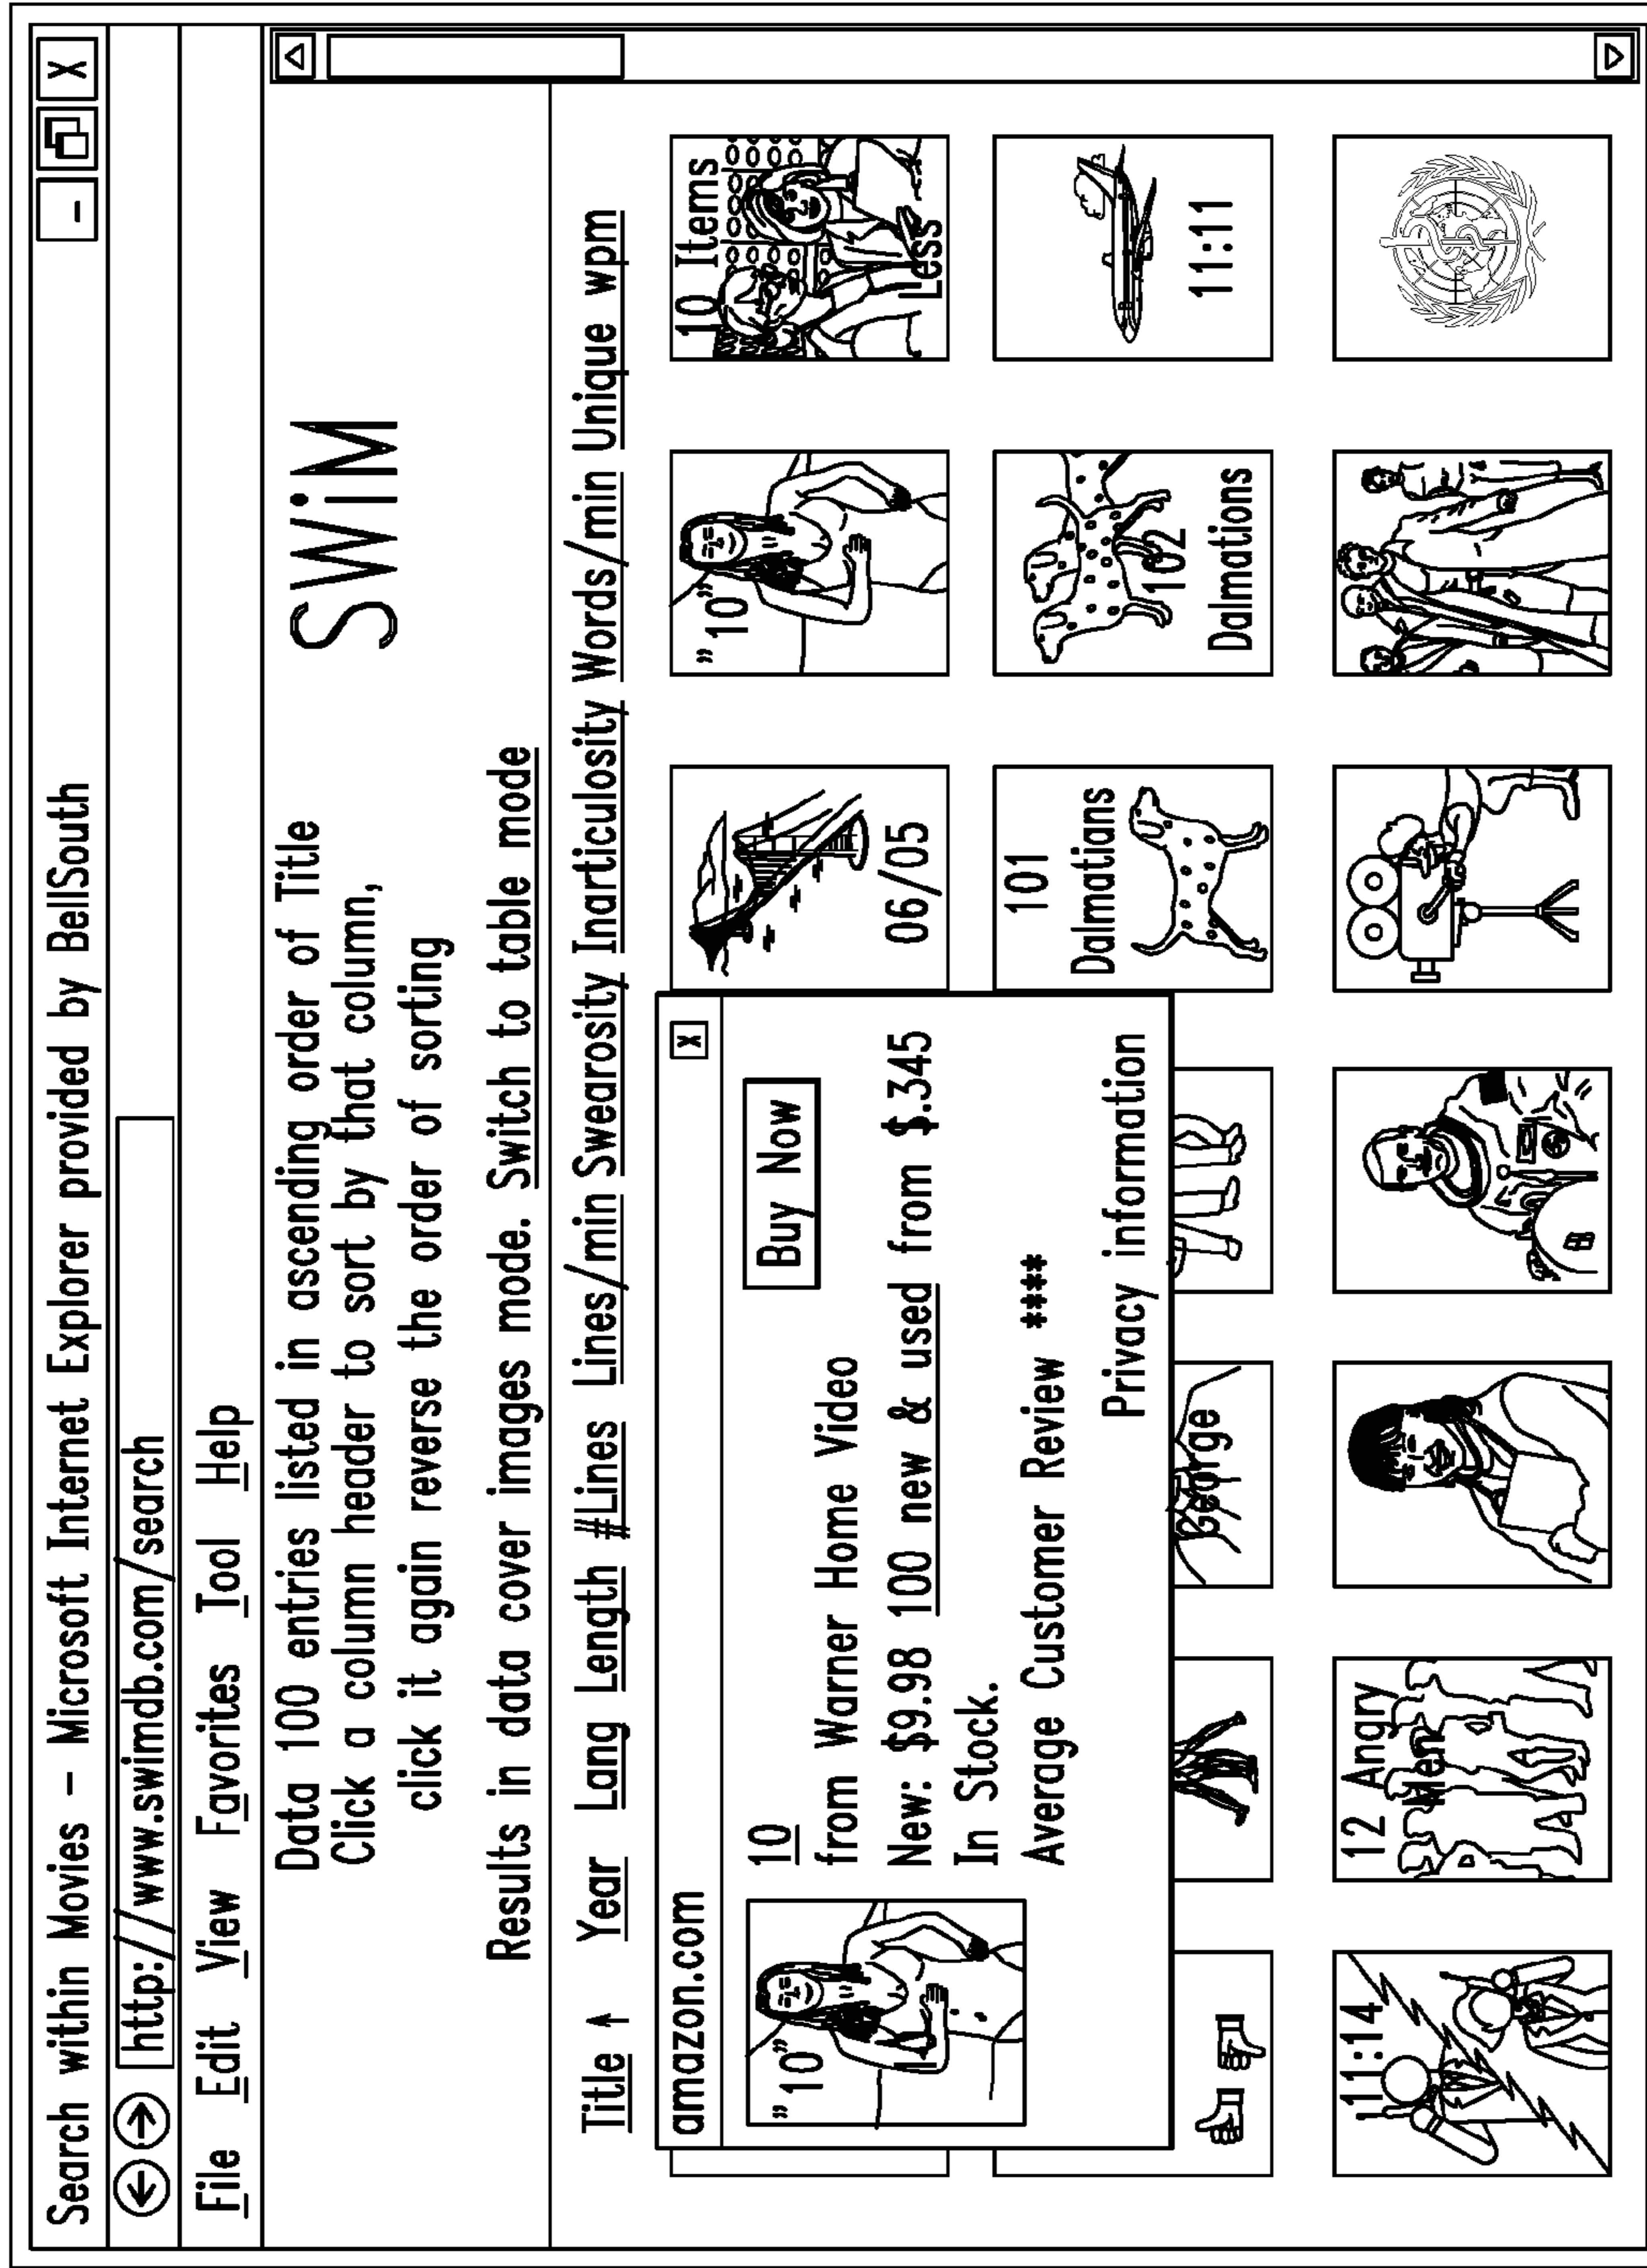 Search within Movies - Microsoft Internet Explorer provided by BellSouth
- X
http://www.swimdb.com/search
File Edit View Favorites Tool Help
Data 100 entries listed in ascending order of Title
Click a column header to sort by that column,
click it again reverse the order of sorting
SWiM
Results in data cover images mode. Switch to table mode
Title ↑ Year Lang Length #Lines Lines/min Swearosity Inarticulosity Words/min Unique wpm
amazon.com X
"10"
10
Buy Now
from Warner Home Video
New: $9.98 100 new & used from $.345
In Stock.
Average Customer Review ****
Privacy information
06/05
"10"
10 Items
Less
George
101
Dalmatians
102
Dalmations
11:11
11:14
12 Angry
Men